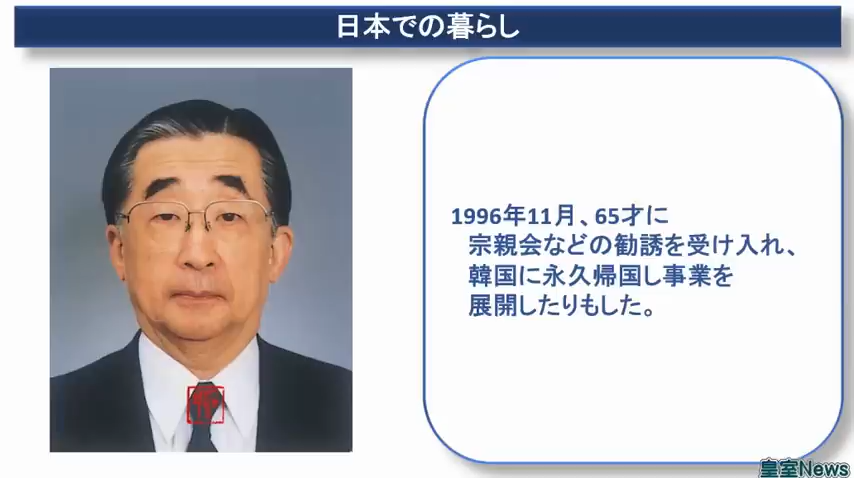 日本での暮らし
1996年11月、65才に
宗親会などの勧誘を受け入れ、
韓国に永久帰国し事業を
展開したりもした。
皇室News